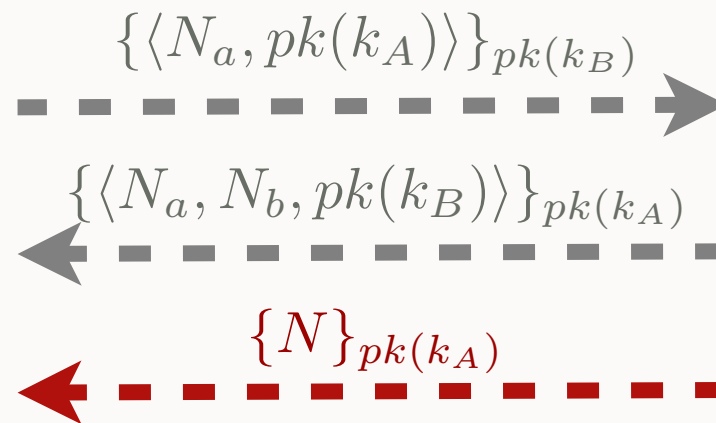 {⟨N_a, pk(k_A)⟩}_{pk(k_B)}
{⟨N_a, N_b, pk(k_B)⟩}_{pk(k_A)}
{N}_{pk(k_A)}